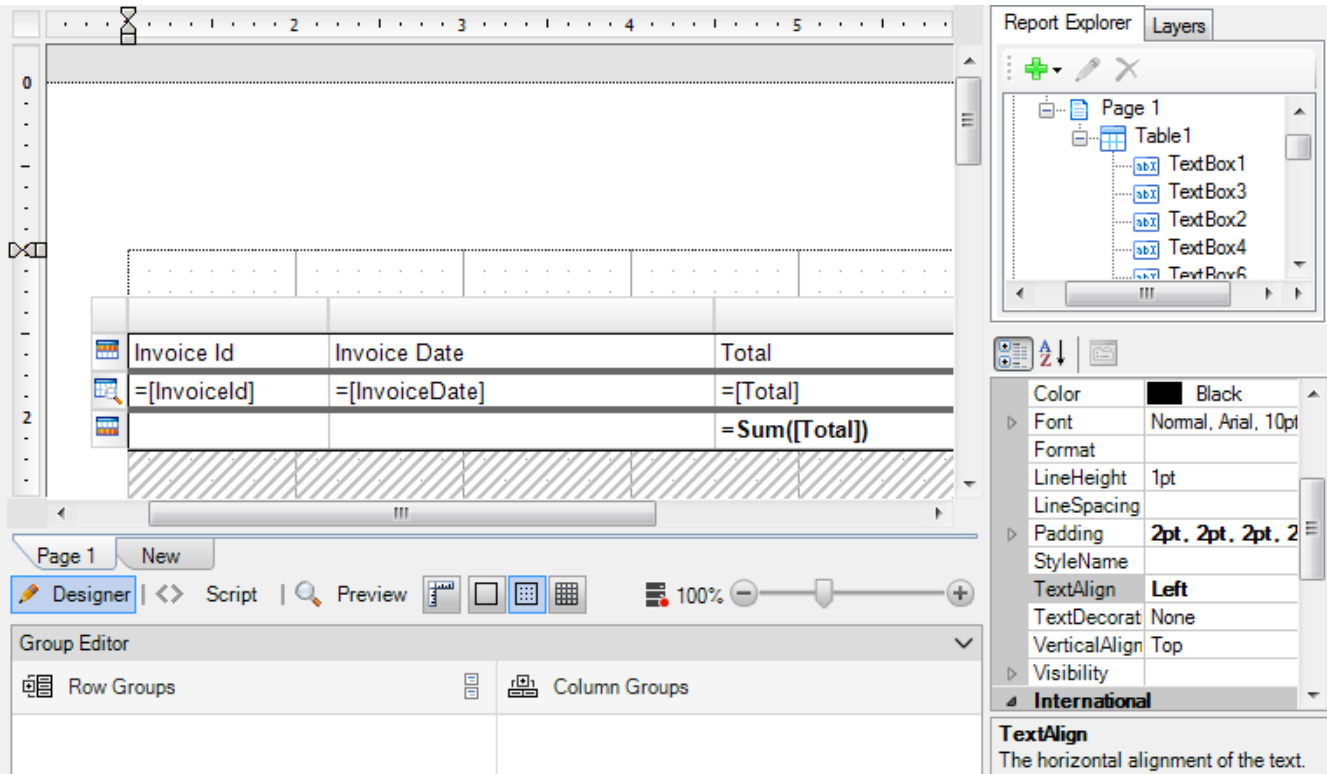 2 3 4 5
0
2
Invoice Id Invoice Date Total
=[InvoiceId] =[InvoiceDate] =[Total]
=Sum([Total])
Page 1 New
Designer Script Preview 100%
Group Editor
Row Groups Column Groups
Report Explorer Layers
Page 1
Table1
TextBox1
TextBox3
TextBox2
TextBox4
TextBox6
Color Black
Font Normal, Arial, 10pt
Format
LineHeight 1pt
LineSpacing
Padding 2pt, 2pt, 2pt, 2
StyleName
TextAlign Left
TextDecorati None
VerticalAlign Top
Visibility
International
TextAlign
The horizontal alignment of the text.